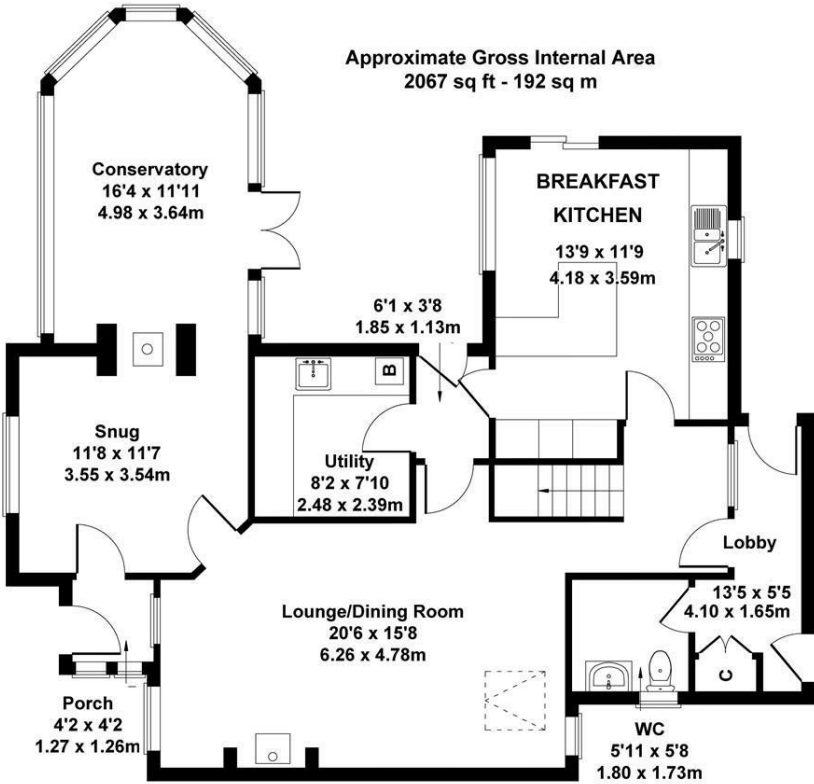 Approximate Gross Internal Area
2067 sq ft - 192 sq m
Conservatory
16'4 x 11'11
4.98 x 3.64m
BREAKFAST
KITCHEN
13'9 x 11'9
4.18 x 3.59m
6'1 x 3'8
1.85 x 1.13m
B
Snug
11'8 x 11'7
3.55 x 3.54m
Utility
8'2 x 7'10
2.48 x 2.39m
Lobby
13'5 x 5'5
4.10 x 1.65m
Lounge/Dining Room
20'6 x 15'8
6.26 x 4.78m
C
Porch
4'2 x 4'2
1.27 x 1.26m
WC
5'11 x 5'8
1.80 x 1.73m